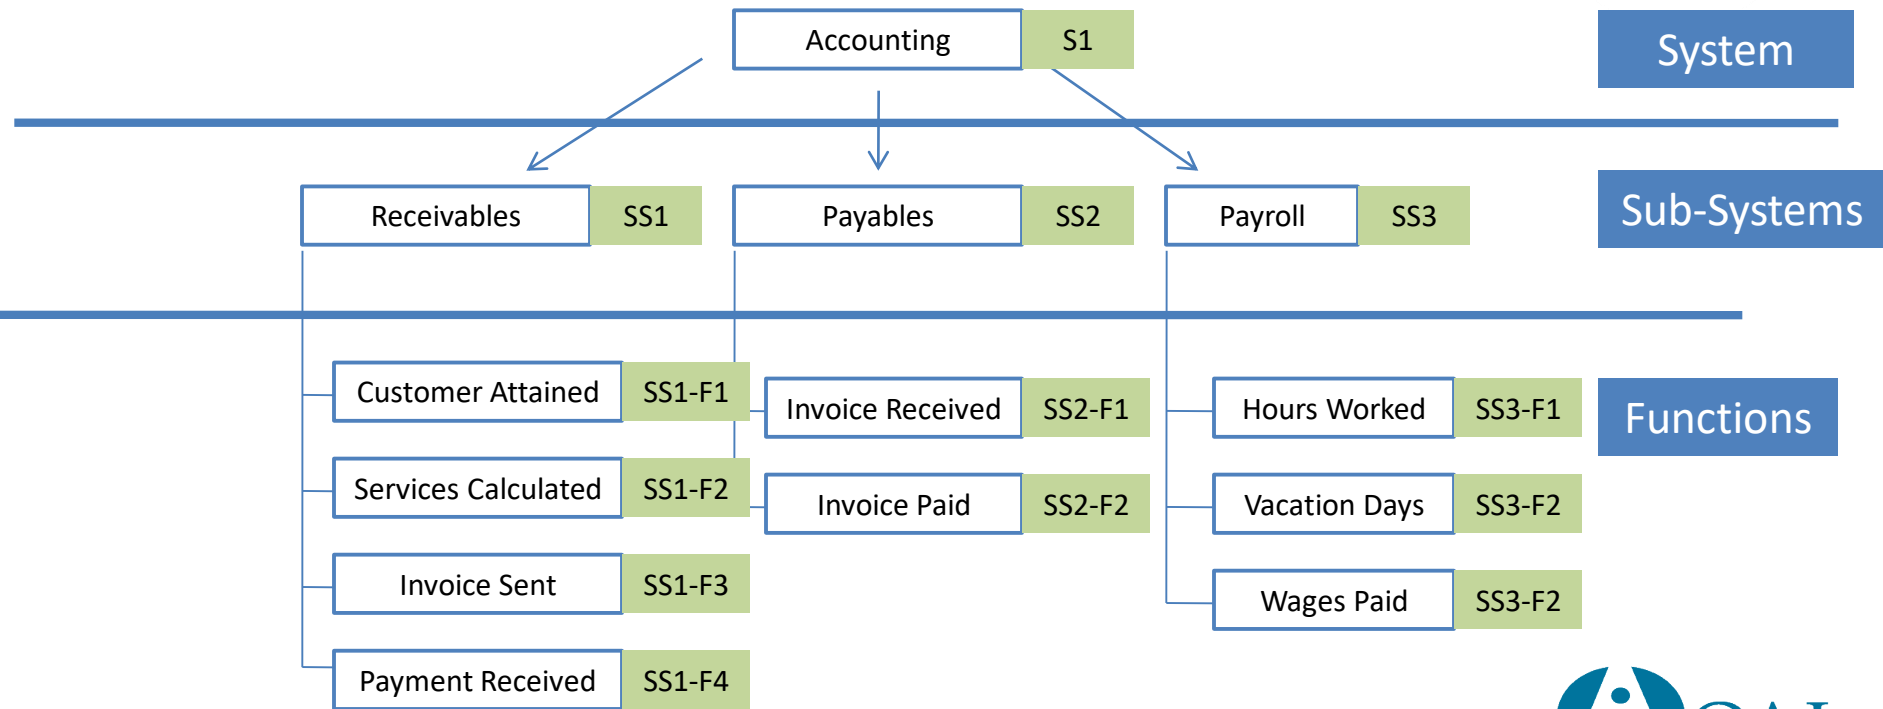 Accounting S1
System
Receivables SS1
Payables SS2
Payroll SS3
Sub-Systems
Customer Attained SS1-F1
Services Calculated SS1-F2
Invoice Sent SS1-F3
Payment Received SS1-F4
Invoice Received SS2-F1
Invoice Paid SS2-F2
Hours Worked SS3-F1
Vacation Days SS3-F2
Wages Paid SS3-F2
Functions